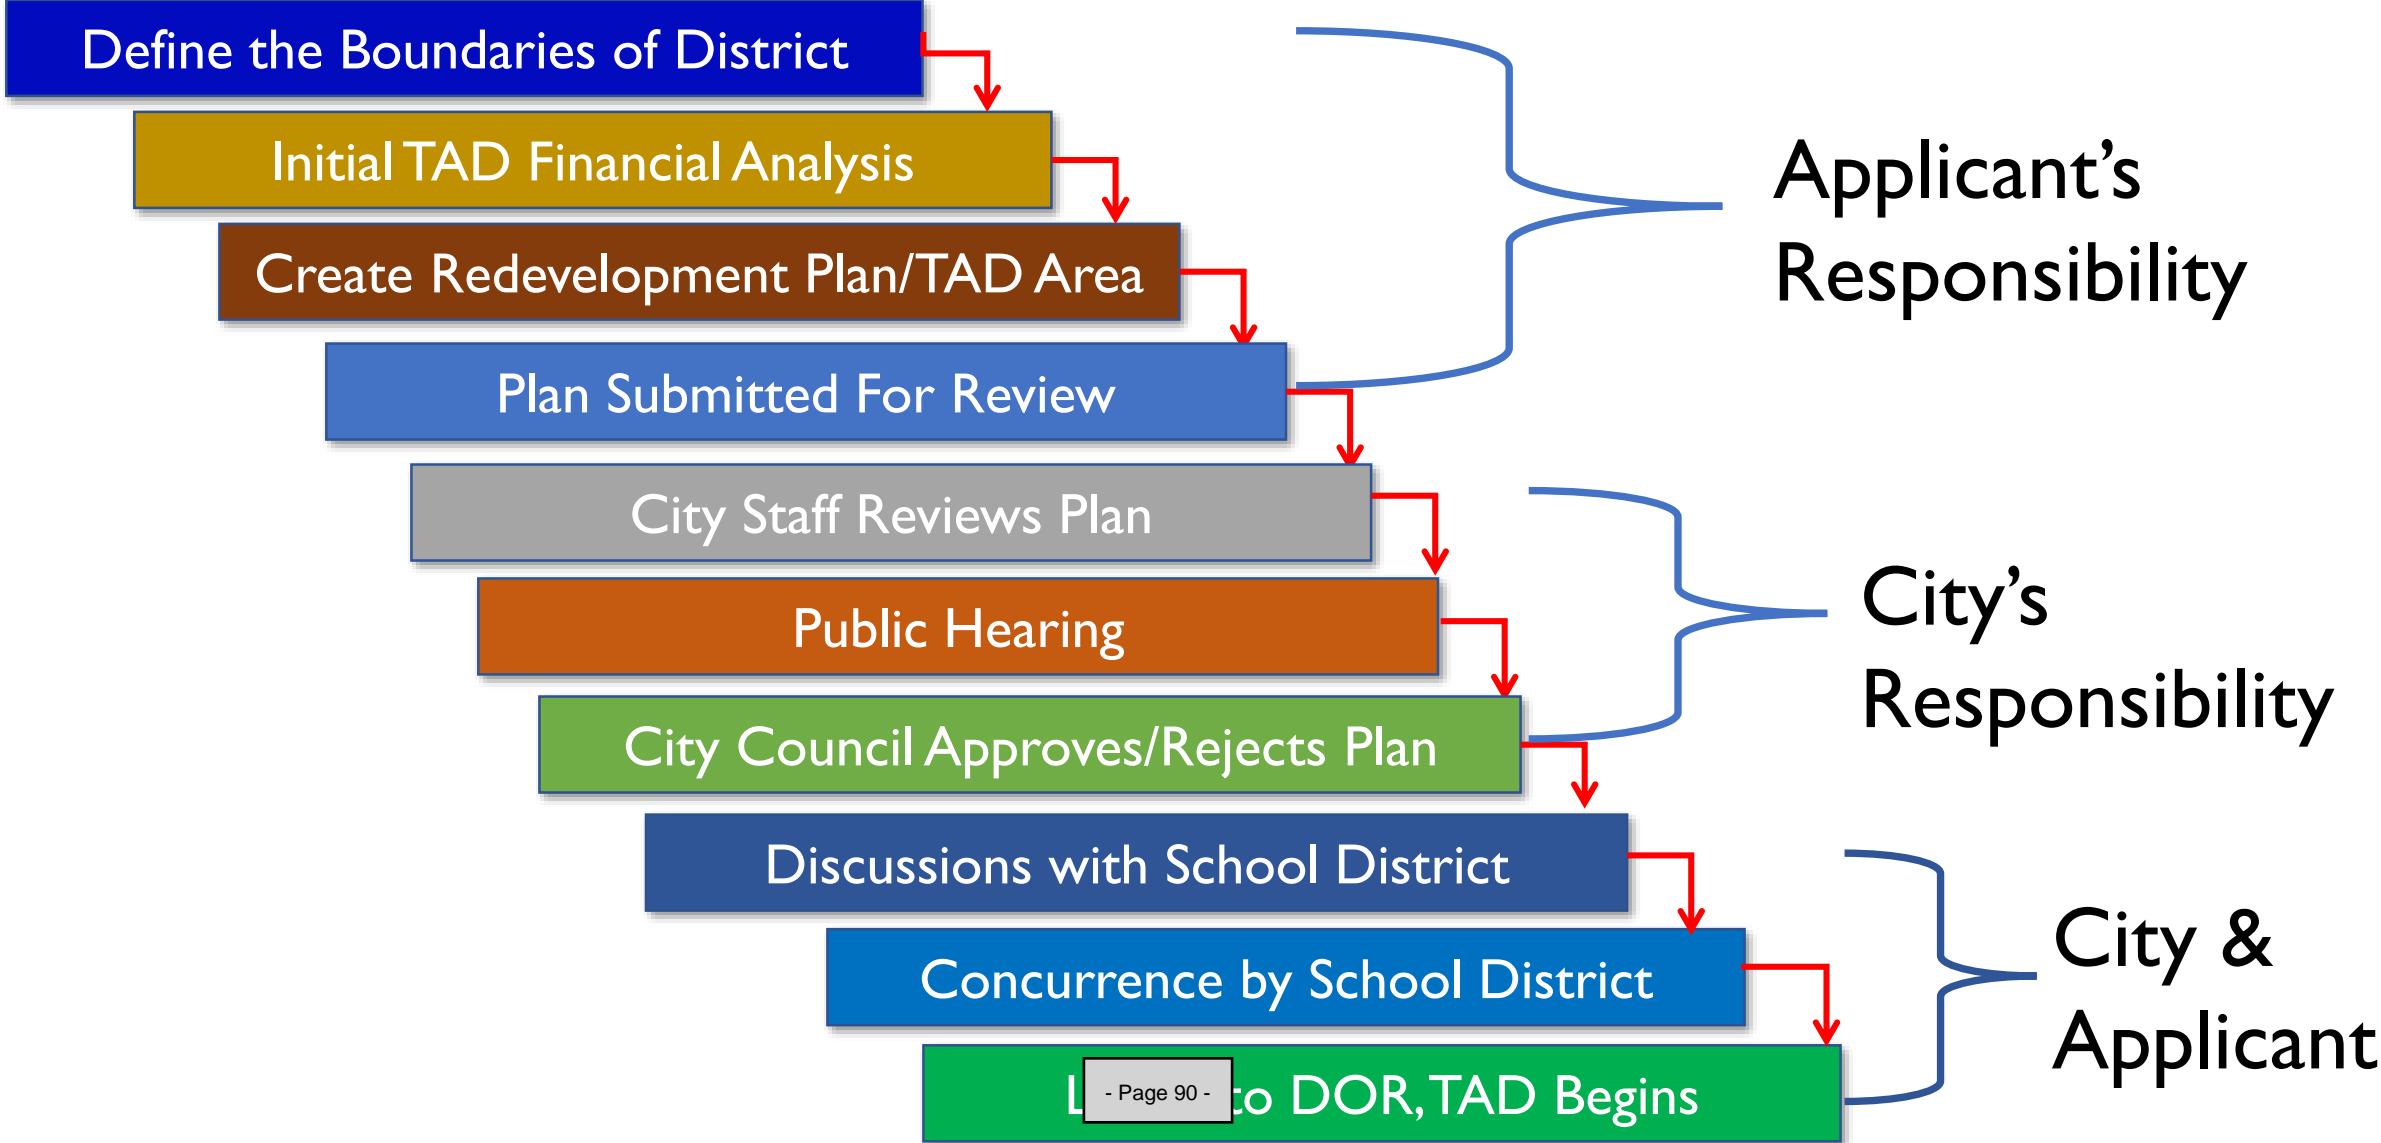 Define the Boundaries of District
Initial TAD Financial Analysis
Create Redevelopment Plan/TAD Area
Plan Submitted For Review
Applicant's
Responsibility
City Staff Reviews Plan
Public Hearing
City Council Approves/Rejects Plan
City's
Responsibility
Discussions with School District
Concurrence by School District
to DOR, TAD Begins
- Page 90 -
City &
Applicant